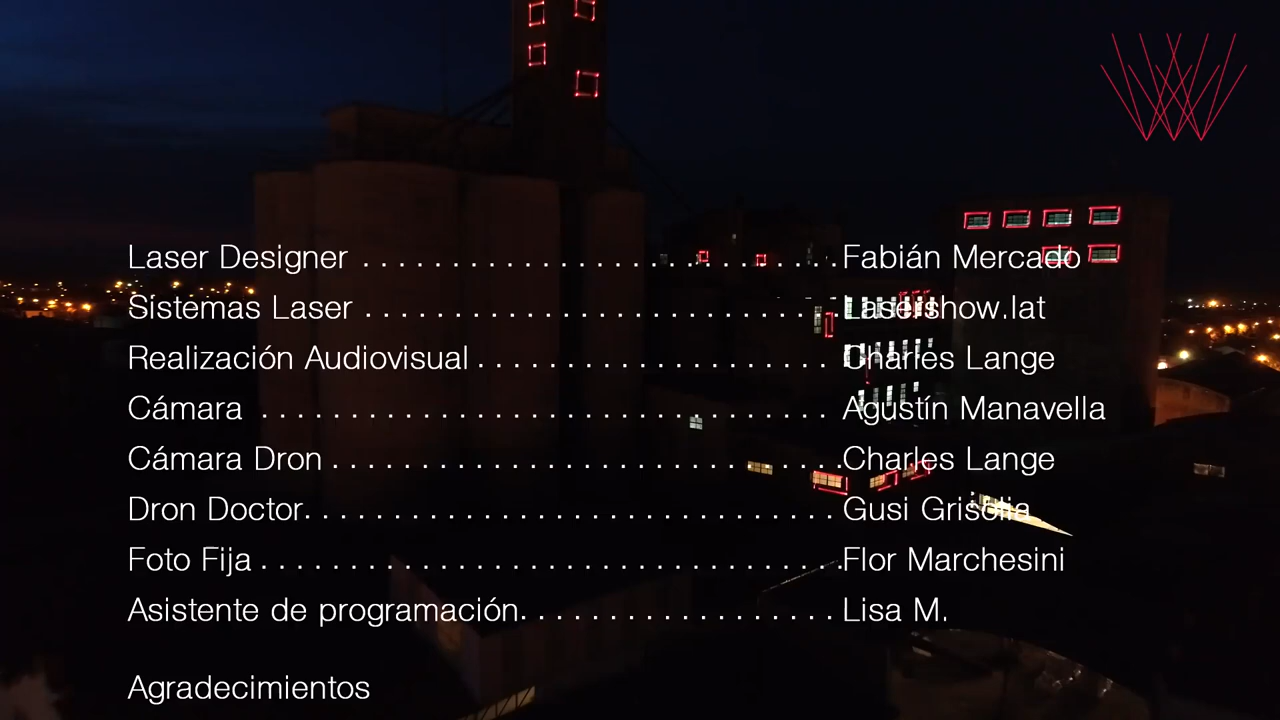 Laser Designer . . . . . . . . . . . . . . . . . . . . . . . . . Fabián Mercado
Sistemas Laser . . . . . . . . . . . . . . . . . . . . . . . . . Lasershow.lat
Realización Audiovisual . . . . . . . . . . . . . . . . . . . Charles Lange
Cámara . . . . . . . . . . . . . . . . . . . . . . . . . . . . . . Agustín Manavella
Cámara Dron . . . . . . . . . . . . . . . . . . . . . . . . . . . Charles Lange
Dron Doctor. . . . . . . . . . . . . . . . . . . . . . . . . . . . Gusi Grisolia
Foto Fija . . . . . . . . . . . . . . . . . . . . . . . . . . . . . . Flor Marchesini
Asistente de programación. . . . . . . . . . . . . . . . . . Lisa M.
Agradecimientos